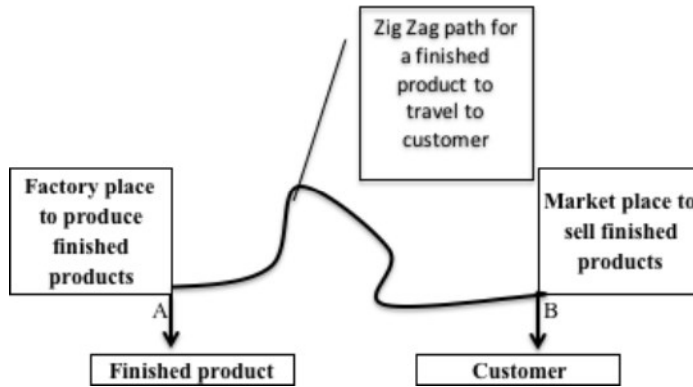 Zig Zag path for
a finished
product to
travel to
customer
Factory place
to produce
finished
products
Market place to
sell finished
products
A
B
Finished product
Customer